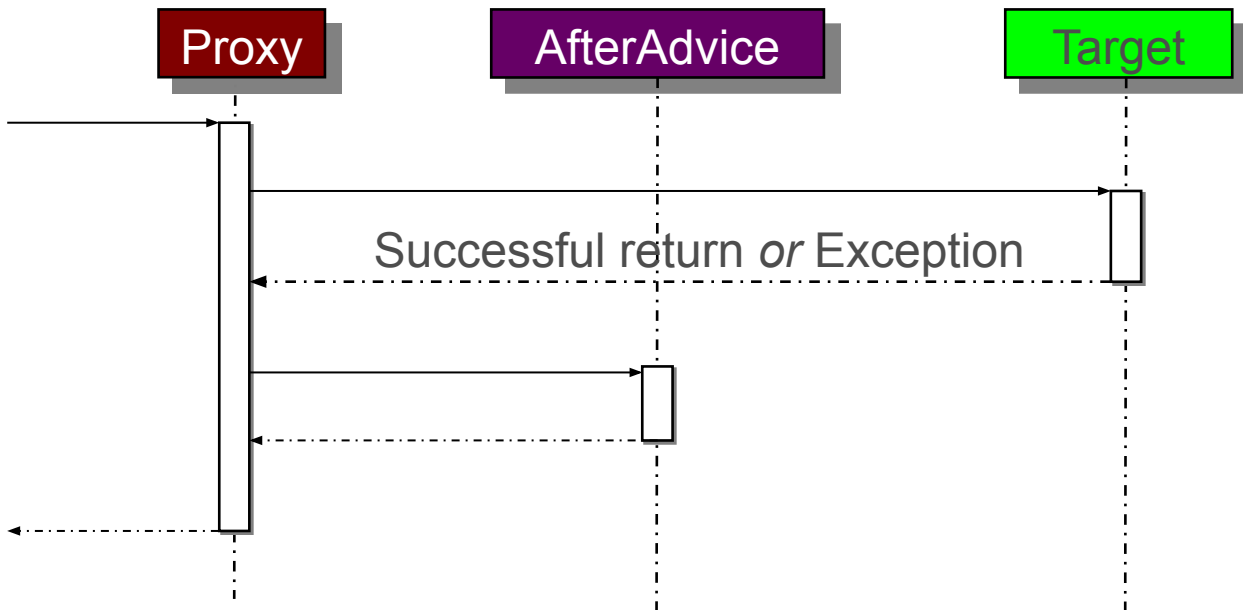 Proxy
AfterAdvice
Target
Successful return or Exception